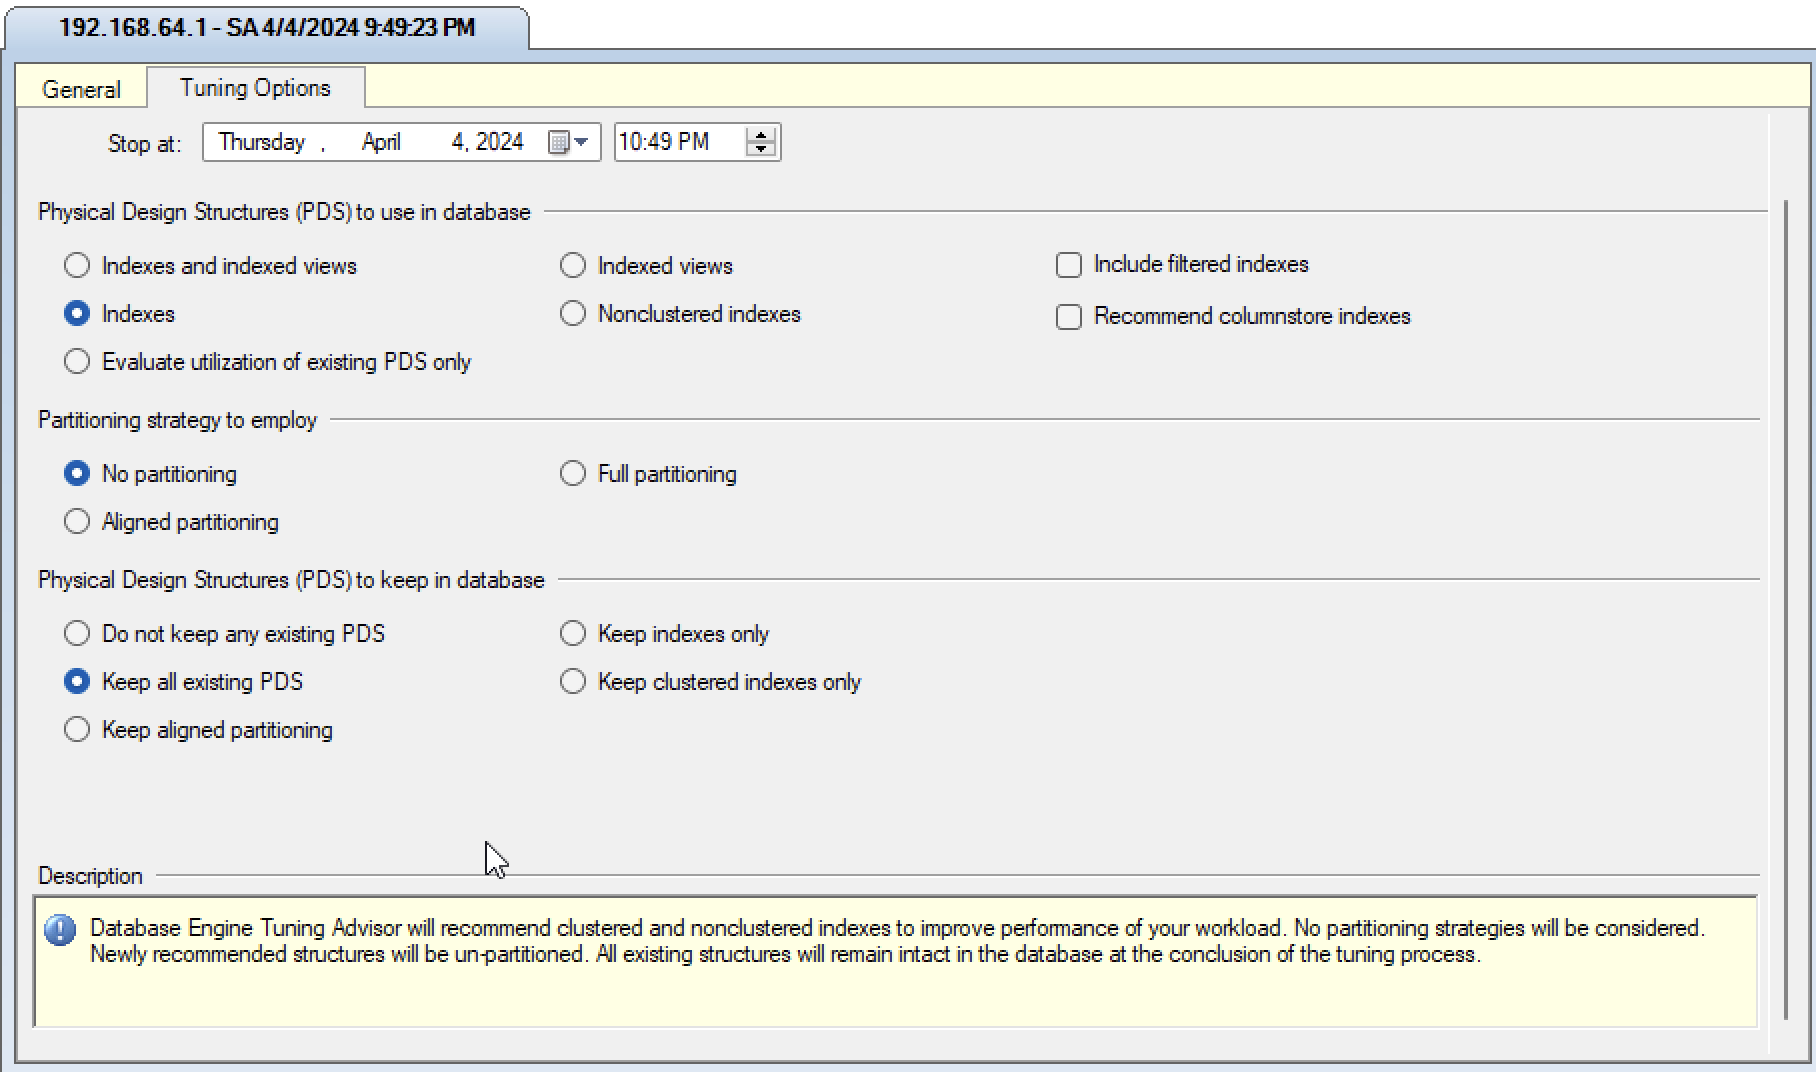 192.168.64.1 - SA 4/4/2024 9:49:23 PM
General Tuning Options
Stop at: Thursday , April 4, 2024 10:49 PM
Physical Design Structures (PDS) to use in database
Indexes and indexed views Indexed views Include filtered indexes
Indexes Nonclustered indexes Recommend columnstore indexes
Evaluate utilization of existing PDS only
Partitioning strategy to employ
No partitioning Full partitioning
Aligned partitioning
Physical Design Structures (PDS) to keep in database
Do not keep any existing PDS Keep indexes only
Keep all existing PDS Keep clustered indexes only
Keep aligned partitioning
Description
Database Engine Tuning Advisor will recommend clustered and nonclustered indexes to improve performance of your workload. No partitioning strategies will be considered.
Newly recommended structures will be un-partitioned. All existing structures will remain intact in the database at the conclusion of the tuning process.